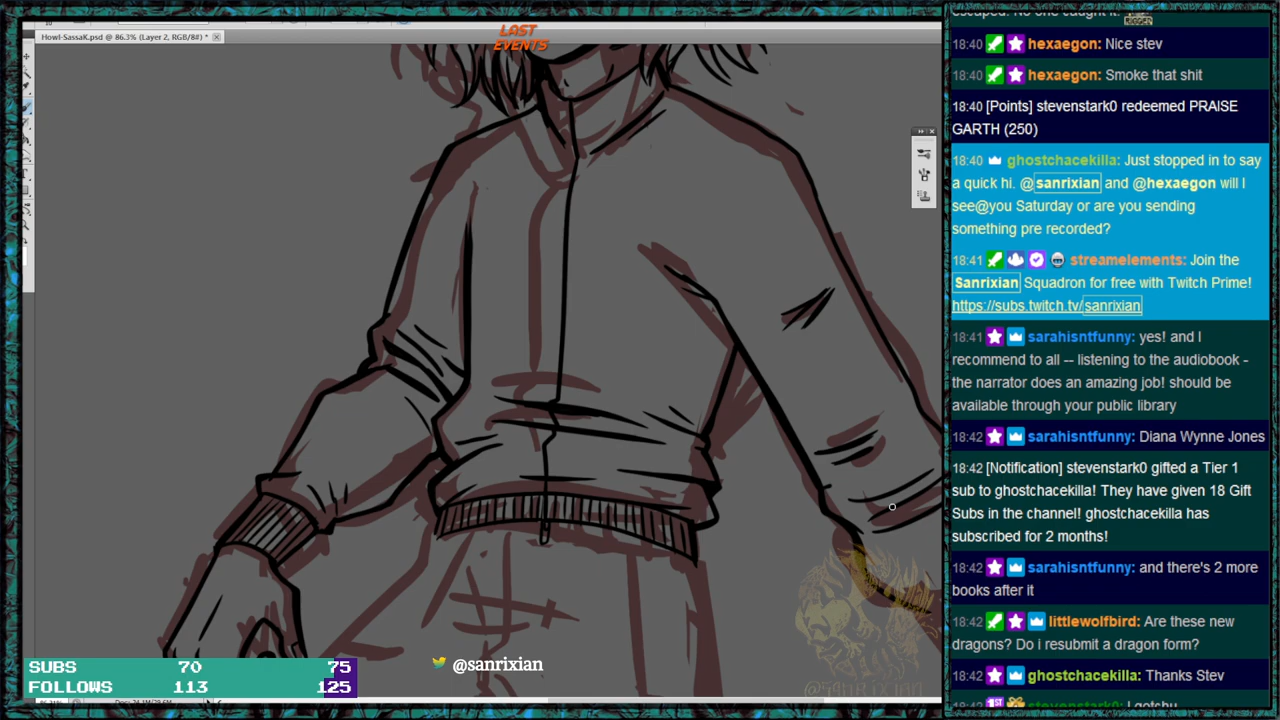 Howl-SassaK.psd @ 86.3% (Layer 2, RGB/8#) *
LAST
EVENTS
@sanrixian
SUBS 70 75
FOLLOWS 113 125
@sanrixian
18:40 hexaegon: Nice stev
18:40 hexaegon: Smoke that shit
18:40 [Points] stevenstark0 redeemed PRAISE
GARTH (250)
18:40 ghostchacekilla: Just stopped in to say
a quick hi. @sanrixian and @hexaegon will I
see@you Saturday or are you sending
something pre recorded?
18:41 streamelements: Join the
Sanrixian Squadron for free with Twitch Prime!
https://subs.twitch.tv/sanrixian
18:41 sarahisntfunny: yes! and I
recommend to all -- listening to the audiobook -
the narrator does an amazing job! should be
available through your public library
18:42 sarahisntfunny: Diana Wynne Jones
18:42 [Notification] stevenstark0 gifted a Tier 1
sub to ghostchacekilla! They have given 18 Gift
Subs in the channel! ghostchacekilla has
subscribed for 2 months!
18:42 sarahisntfunny: and there's 2 more
books after it
18:42 littlewolfbird: Are these new
dragons? Do i resubmit a dragon form?
18:42 ghostchacekilla: Thanks Stev